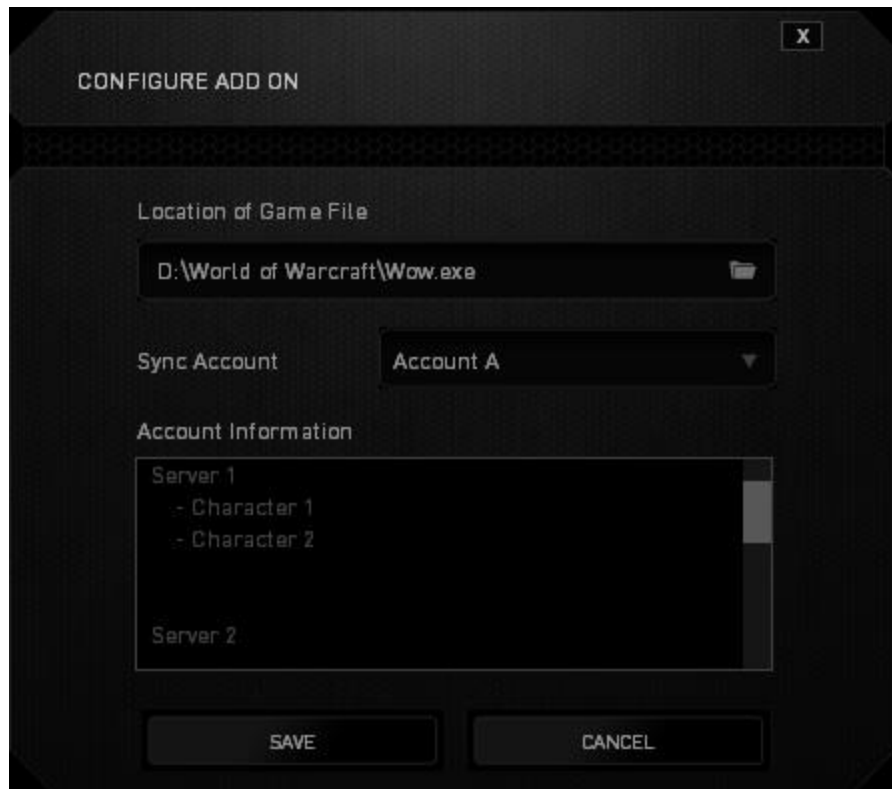 X
CONFIGURE ADD ON
Location of Game File
D:\World of Warcraft\Wow.exe
Sync Account
Account A
Account Information
Server 1
- Character 1
- Character 2
Server 2
SAVE
CANCEL